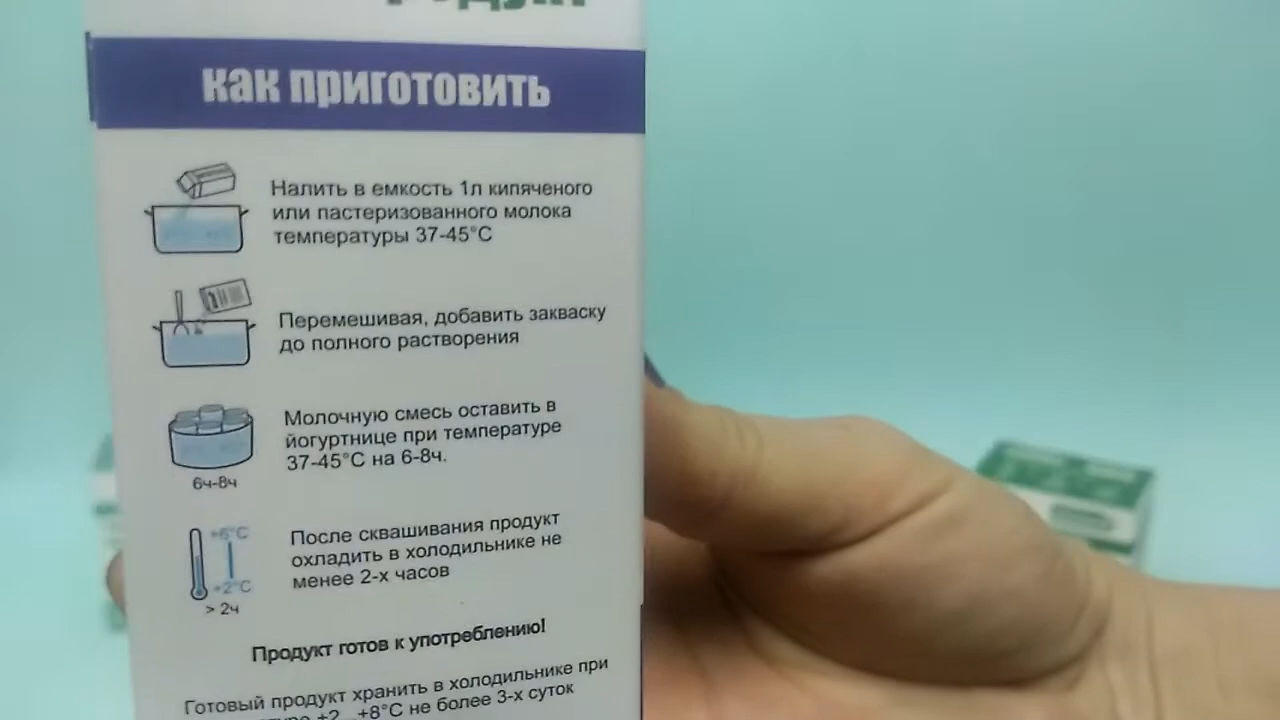 как приготовить
Налить в емкость 1л кипяченого
или пастеризованного молока
температуры 37-45°С
Перемешивая, добавить закваску
до полного растворения
Молочную смесь оставить в
йогуртнице при температуре
37-45°С на 6-8ч.
6ч-8ч
После сквашивания продукт
охладить в холодильнике не
менее 2-х часов
+6°С
+2°С
> 2ч
Продукт готов к употреблению!
Готовый продукт хранить в холодильнике при
+2...+8°С не более 3-х суток